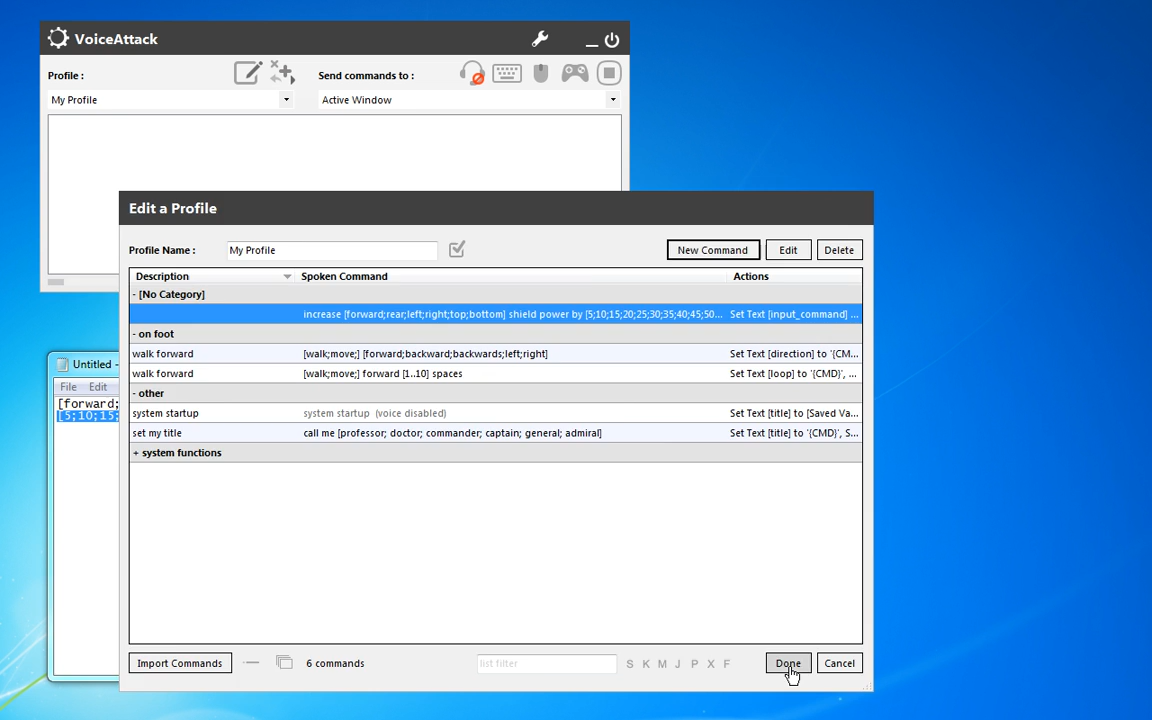 VoiceAttack
Profile :
Send commands to :
My Profile
Active Window
Edit a Profile
Profile Name :
My Profile
New Command
Edit
Delete
Description
Spoken Command
Actions
- [No Category]
increase [forward;rear;left;right;top;bottom] shield power by [5;10;15;20;25;30;35;40;45;50...
Set Text [input_command] ...
- on foot
walk forward
[walk;move;] [forward;backward;backwards;left;right]
Set Text [direction] to '{CM...
walk forward
[walk;move;] forward [1..10] spaces
Set Text [loop] to '{CMD}', ...
- other
system startup
system startup (voice disabled)
Set Text [title] to [Saved Va...
set my title
call me [professor; doctor; commander; captain; general; admiral]
Set Text [title] to '{CMD}', S...
+ system functions
Untitled -
File Edit
[forward;
[5;10;15;
Import Commands
6 commands
list filter
S K M J P X F
Done
Cancel